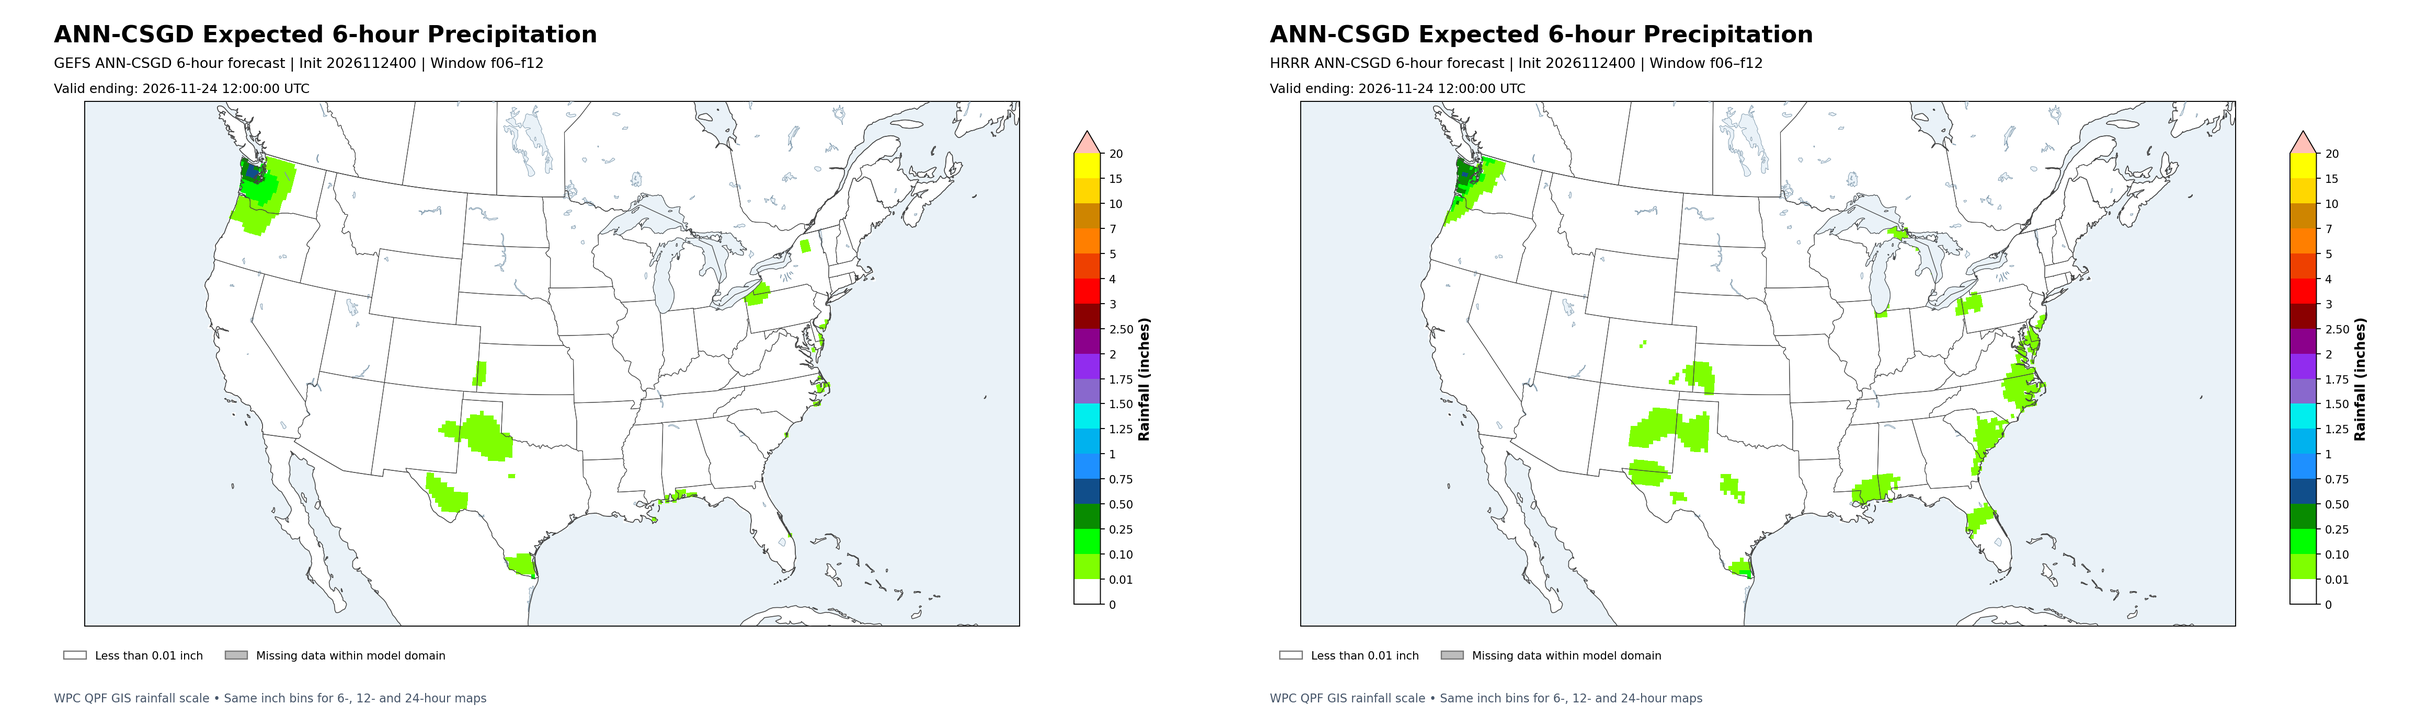 ANN-CSGD Expected 6-hour Precipitation
GEFS ANN-CSGD 6-hour forecast | Init 2026112400 | Window f06–f12
Valid ending: 2026-11-24 12:00:00 UTC
20
15
10
7
5
4
3
2.50
2
1.75
1.50
1.25
1
0.75
0.50
0.25
0.10
0.01
0
Rainfall (inches)
Less than 0.01 inch
Missing data within model domain
WPC QPF GIS rainfall scale • Same inch bins for 6-, 12- and 24-hour maps
ANN-CSGD Expected 6-hour Precipitation
HRRR ANN-CSGD 6-hour forecast | Init 2026112400 | Window f06–f12
Valid ending: 2026-11-24 12:00:00 UTC
20
15
10
7
5
4
3
2.50
2
1.75
1.50
1.25
1
0.75
0.50
0.25
0.10
0.01
0
Rainfall (inches)
Less than 0.01 inch
Missing data within model domain
WPC QPF GIS rainfall scale • Same inch bins for 6-, 12- and 24-hour maps